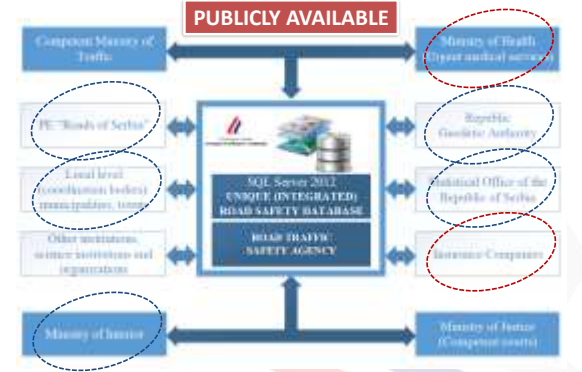 PUBLICLY AVAILABLE
Competent Ministry of
Traffic
Ministry of Health
(Urgent medical services)
PE "Roads of Serbia"
Republic
Geodetic Authority
Local level
(coordination bodies)
municipalities, towns
SQL Server 2012
UNIQUE (INTEGRATED)
ROAD SAFETY DATABASE
Statistical Office of the
Republic of Serbia
Other institutions
science institutions and
organizations
ROAD TRAFFIC
SAFETY AGENCY
Insurance Companies
Ministry of Interior
Ministry of Justice
(Competent courts)